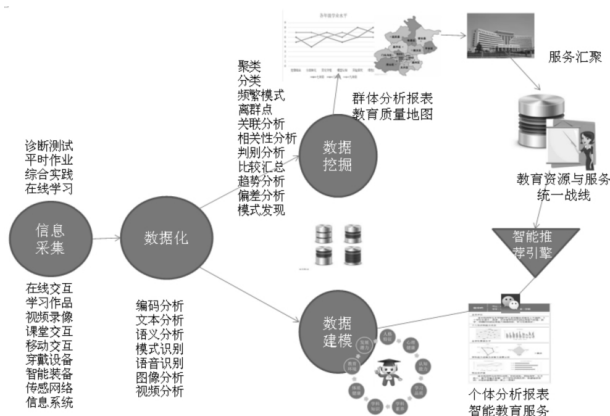 诊断测试
平时作业
综合实践
在线学习
信息
采集
在线交互
学习作品
视频录像
课堂交互
移动交互
穿戴设备
智能装备
传感网络
信息系统
数据化
编码分析
文本分析
语义分析
模式识别
语音识别
图像分析
视频分析
聚类
分类
频繁模式
离群点
关联分析
相关性分析
判别分析
比较汇总
趋势分析
偏差分析
模式发现
数据
挖掘
群体分析报表
教育质量地图
数据
建模
服务汇聚
教育资源与服务
统一战线
智能推
荐引擎
个体分析报表
智能教育服务